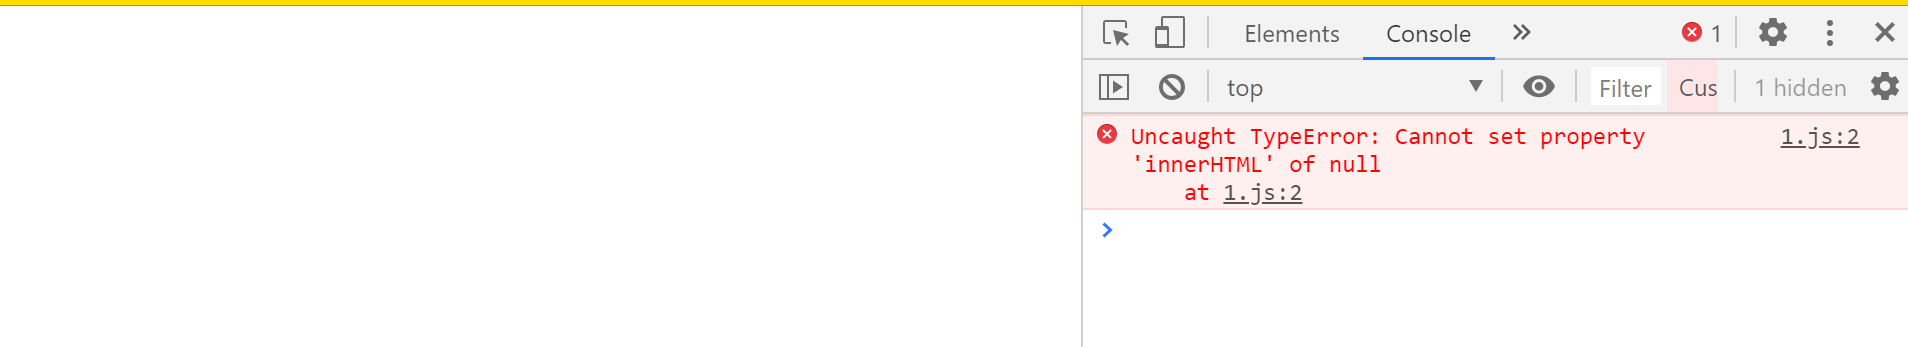 Elements Console 1
top Filter Cus 1 hidden
Uncaught TypeError: Cannot set property 1.js:2
'innerHTML' of null
at 1.js:2